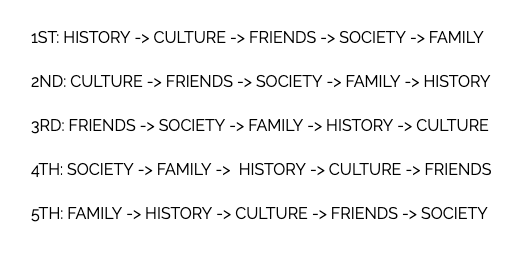 1ST: HISTORY -> CULTURE -> FRIENDS -> SOCIETY -> FAMILY
2ND: CULTURE -> FRIENDS -> SOCIETY -> FAMILY -> HISTORY
3RD: FRIENDS -> SOCIETY -> FAMILY -> HISTORY -> CULTURE
4TH: SOCIETY -> FAMILY ->  HISTORY -> CULTURE -> FRIENDS
5TH: FAMILY -> HISTORY -> CULTURE -> FRIENDS -> SOCIETY